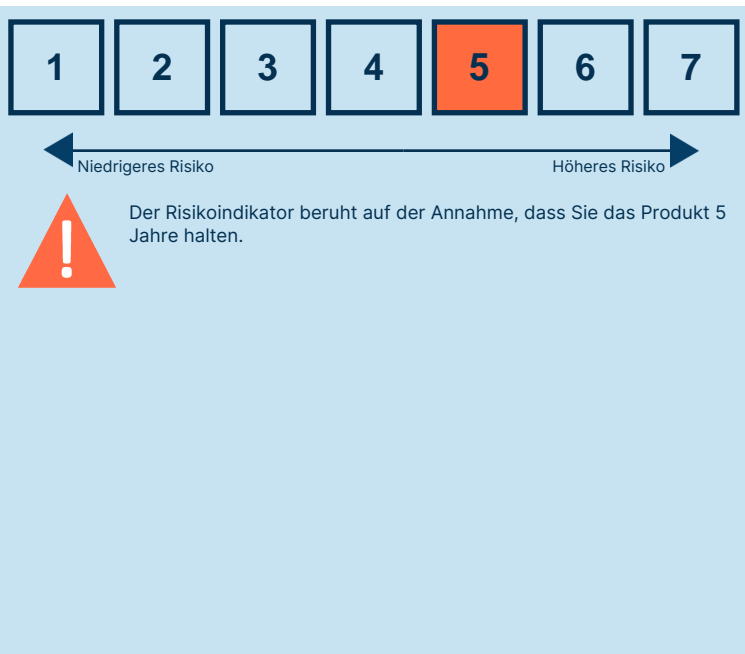 1 2 3 4 5 6 7
Niedrigeres Risiko Höheres Risiko
!
Der Risikoindikator beruht auf der Annahme, dass Sie das Produkt 5
Jahre halten.